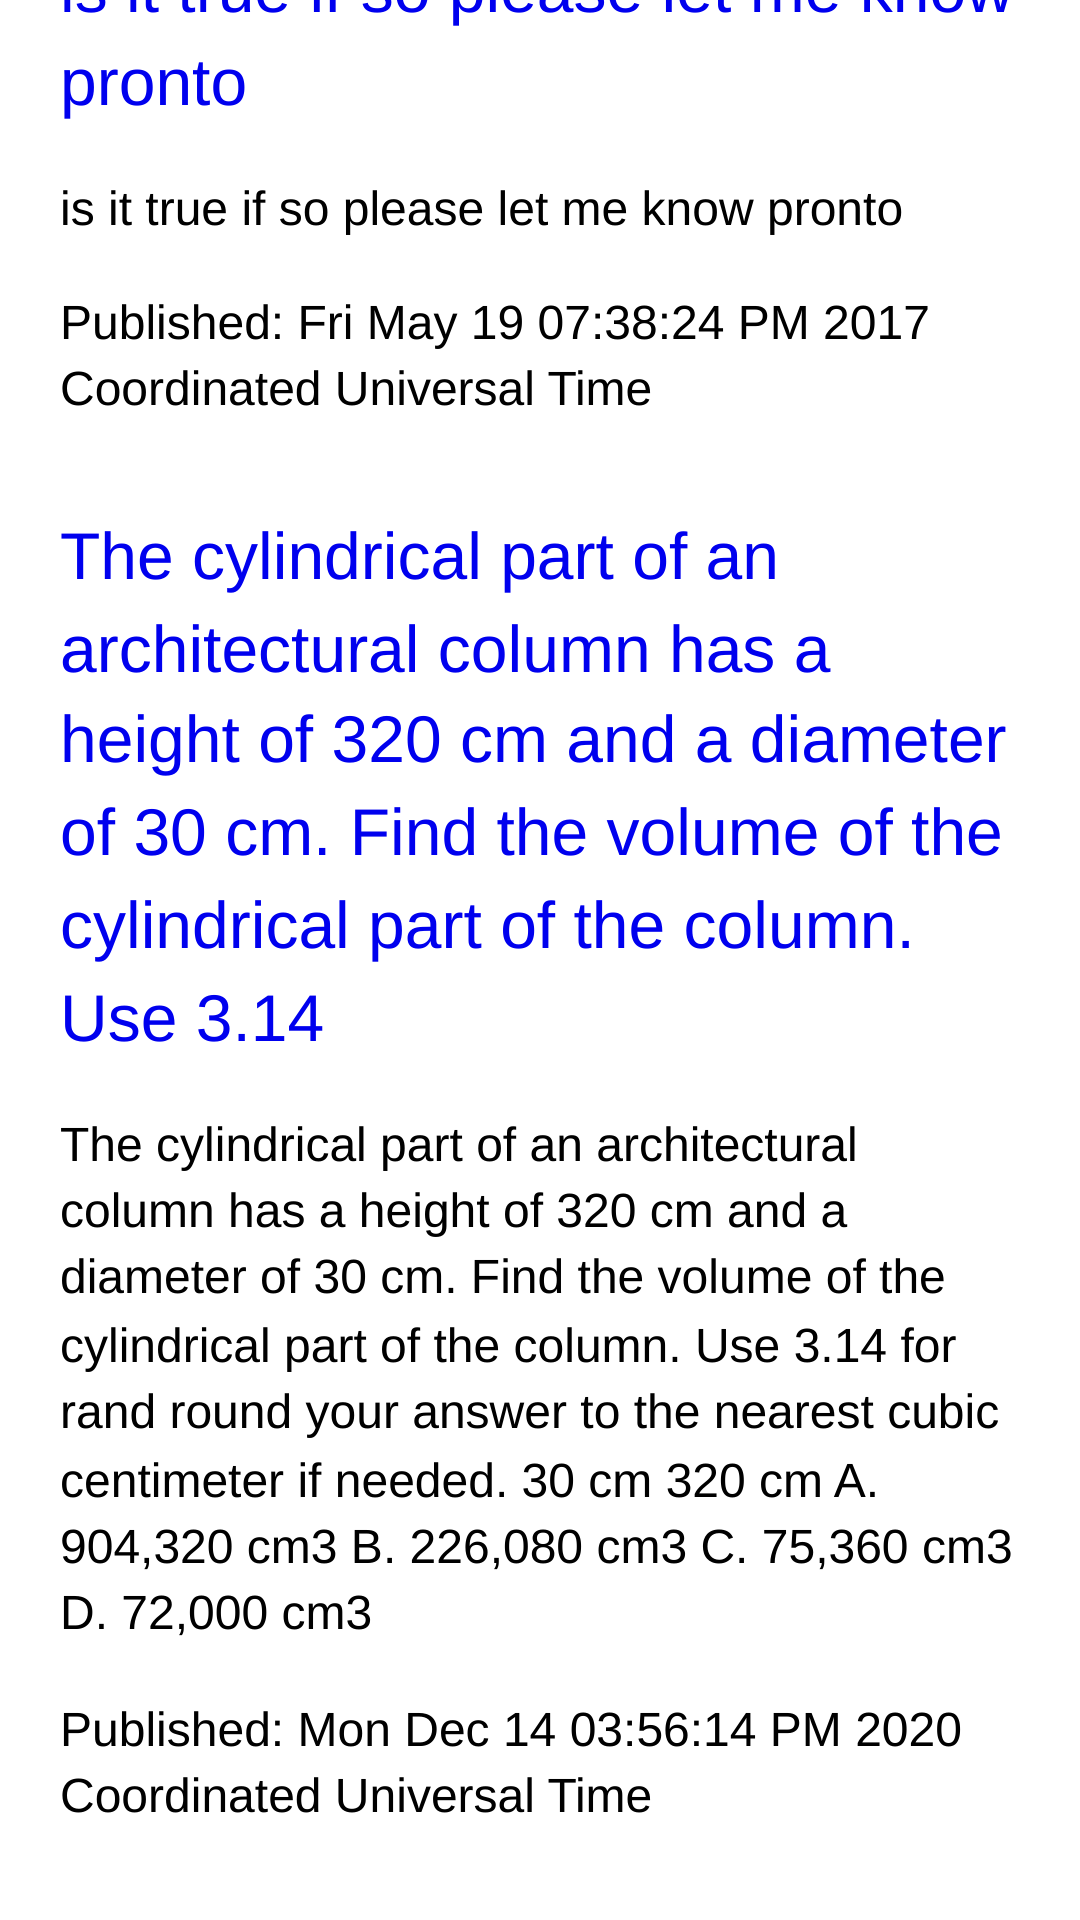 is it true if so please let me know
pronto
is it true if so please let me know pronto
Published: Fri May 19 07:38:24 PM 2017
Coordinated Universal Time
The cylindrical part of an
architectural column has a
height of 320 cm and a diameter
of 30 cm. Find the volume of the
cylindrical part of the column.
Use 3.14
The cylindrical part of an architectural
column has a height of 320 cm and a
diameter of 30 cm. Find the volume of the
cylindrical part of the column. Use 3.14 for
rand round your answer to the nearest cubic
centimeter if needed. 30 cm 320 cm A.
904,320 cm3 B. 226,080 cm3 C. 75,360 cm3
D. 72,000 cm3
Published: Mon Dec 14 03:56:14 PM 2020
Coordinated Universal Time